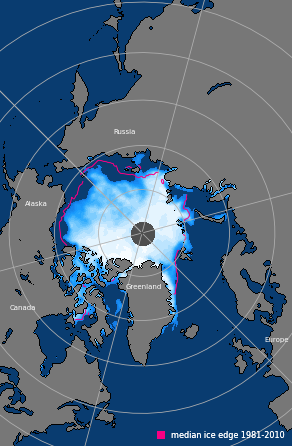 Russia
Alaska
Greenland
Canada
Europe
median ice edge 1981-2010